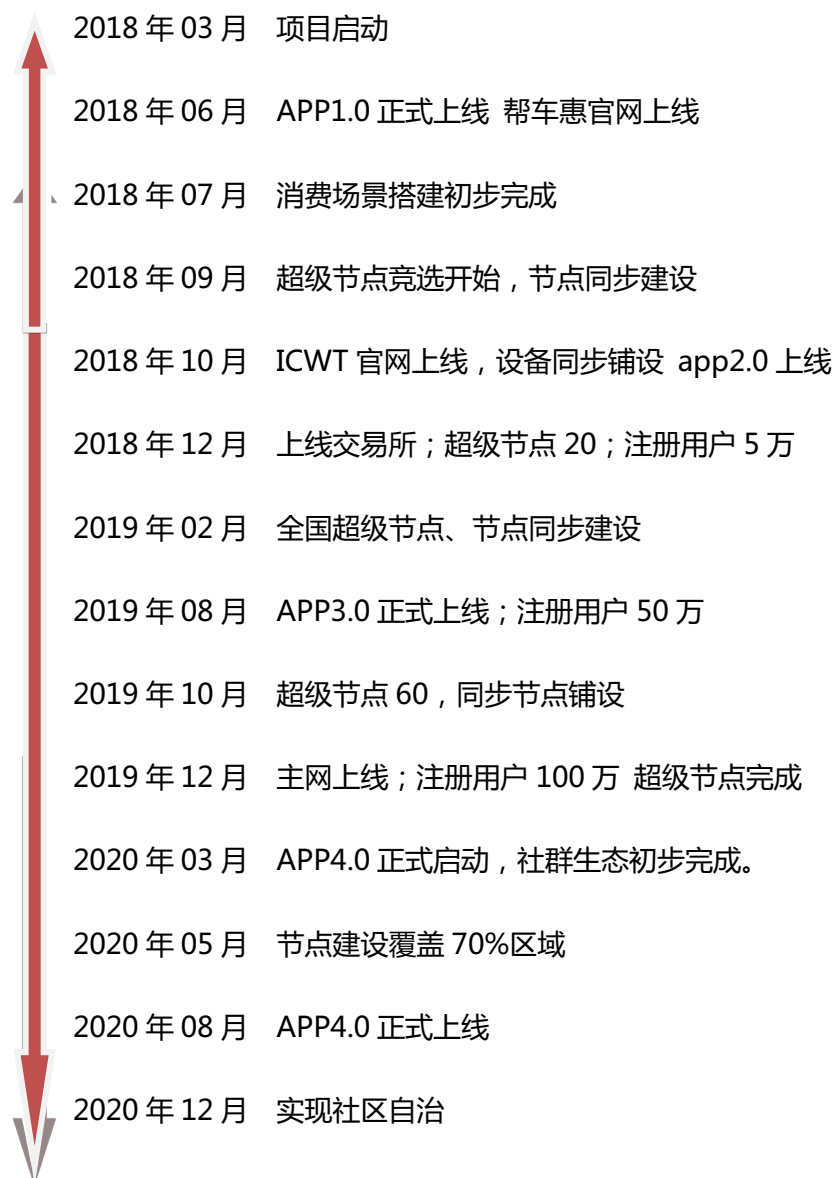 2018 年 03 月 项目启动
2018 年 06 月 APP1.0 正式上线 帮车惠官网上线
2018 年 07 月 消费场景搭建初步完成
2018 年 09 月 超级节点竞选开始，节点同步建设
2018 年 10 月 ICWT 官网上线，设备同步铺设 app2.0 上线
2018 年 12 月 上线交易所；超级节点 20；注册用户 5 万
2019 年 02 月 全国超级节点、节点同步建设
2019 年 08 月 APP3.0 正式上线；注册用户 50 万
2019 年 10 月 超级节点 60，同步节点铺设
2019 年 12 月 主网上线；注册用户 100 万 超级节点完成
2020 年 03 月 APP4.0 正式启动，社群生态初步完成。
2020 年 05 月 节点建设覆盖 70%区域
2020 年 08 月 APP4.0 正式上线
2020 年 12 月 实现社区自治